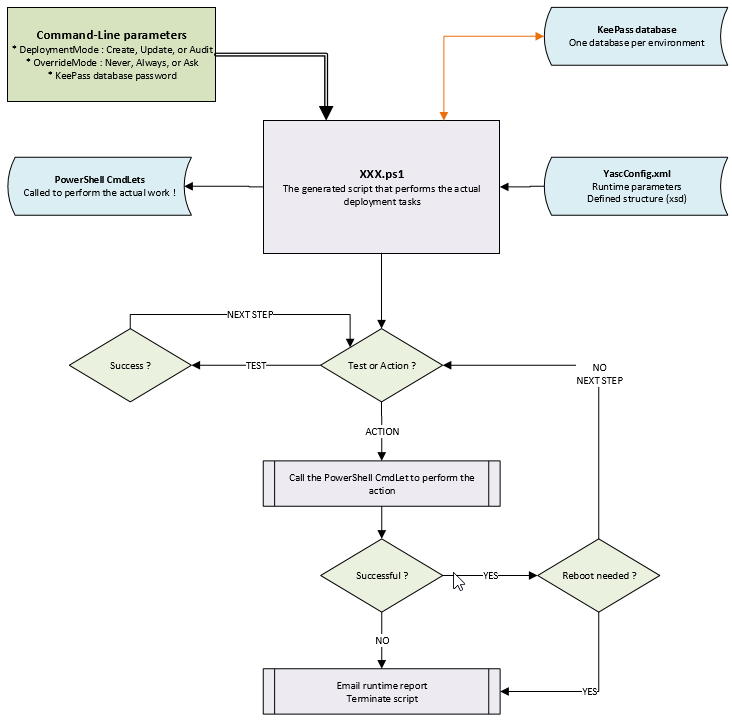 Command-Line parameters
* DeploymentMode : Create, Update, or Audit
* OverrideMode : Never, Always, or Ask
* KeePass database password
KeePass database
One database per environment
PowerShell CmdLets
Called to perform the actual work !
XXX.ps1
The generated script that performs the actual
deployment tasks
YascConfig.xml
Runtime parameters
Defined structure (xsd)
NEXT STEP
Success ?
TEST
Test or Action ?
NO
NEXT STEP
ACTION
Call the PowerShell CmdLet to perform the
action
Successful ?
YES
Reboot needed ?
NO
Email runtime report
Terminate script
YES